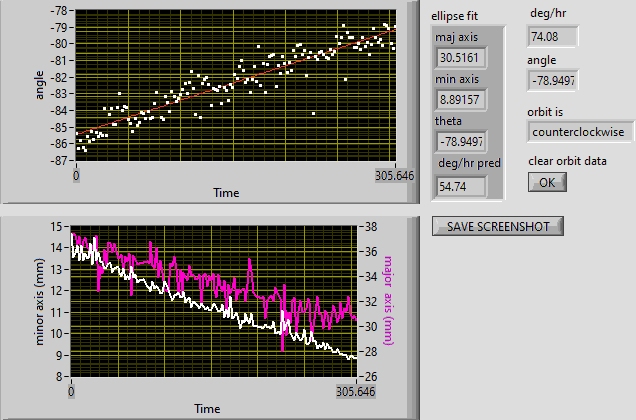 -78
-79
-80
-81
-82
-83
-84
-85
-86
-87
angle
0
305.646
Time
ellipse fit
maj axis
30.5161
min axis
8.89157
theta
-78.9497
deg/hr pred
54.74
deg/hr
74.08
angle
-78.9497
orbit is
counterclockwise
clear orbit data
OK
SAVE SCREENSHOT
15
14
13
12
11
10
9
8
minor axis (mm)
38
36
34
32
30
28
26
major axis (mm)
0
305.646
Time